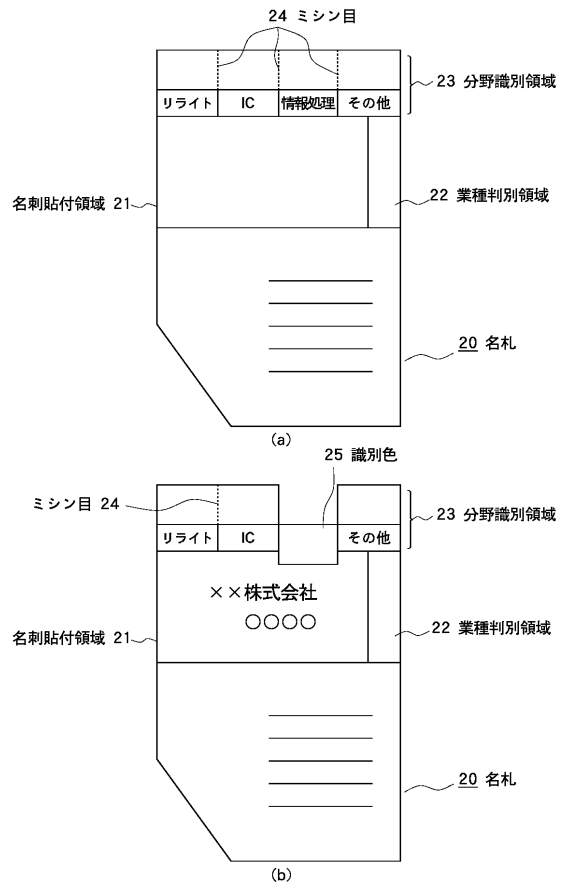 24 ミシン目
23 分野識別領域
リライト IC 情報処理 その他
名刺貼付領域 21
22 業種判別領域
20 名札
(a)
25 識別色
ミシン目 24
23 分野識別領域
リライト IC その他
××株式会社
○○○○
名刺貼付領域 21
22 業種判別領域
20 名札
(b)